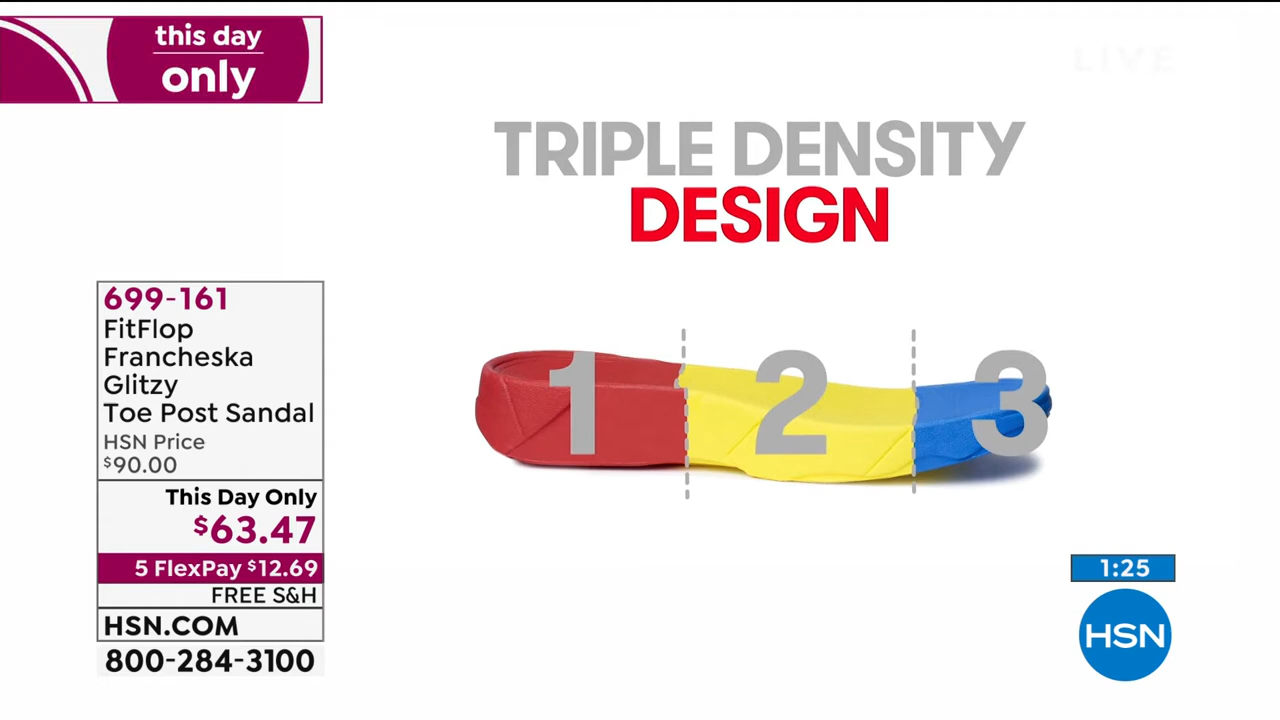 this day
only
LIVE
TRIPLE DENSITY
DESIGN
1 2 3
699-161
FitFlop
Francheska
Glitzy
Toe Post Sandal
HSN Price
$90.00
This Day Only
$63.47
5 FlexPay $12.69
FREE S&H
HSN.COM
800-284-3100
1:25
HSN